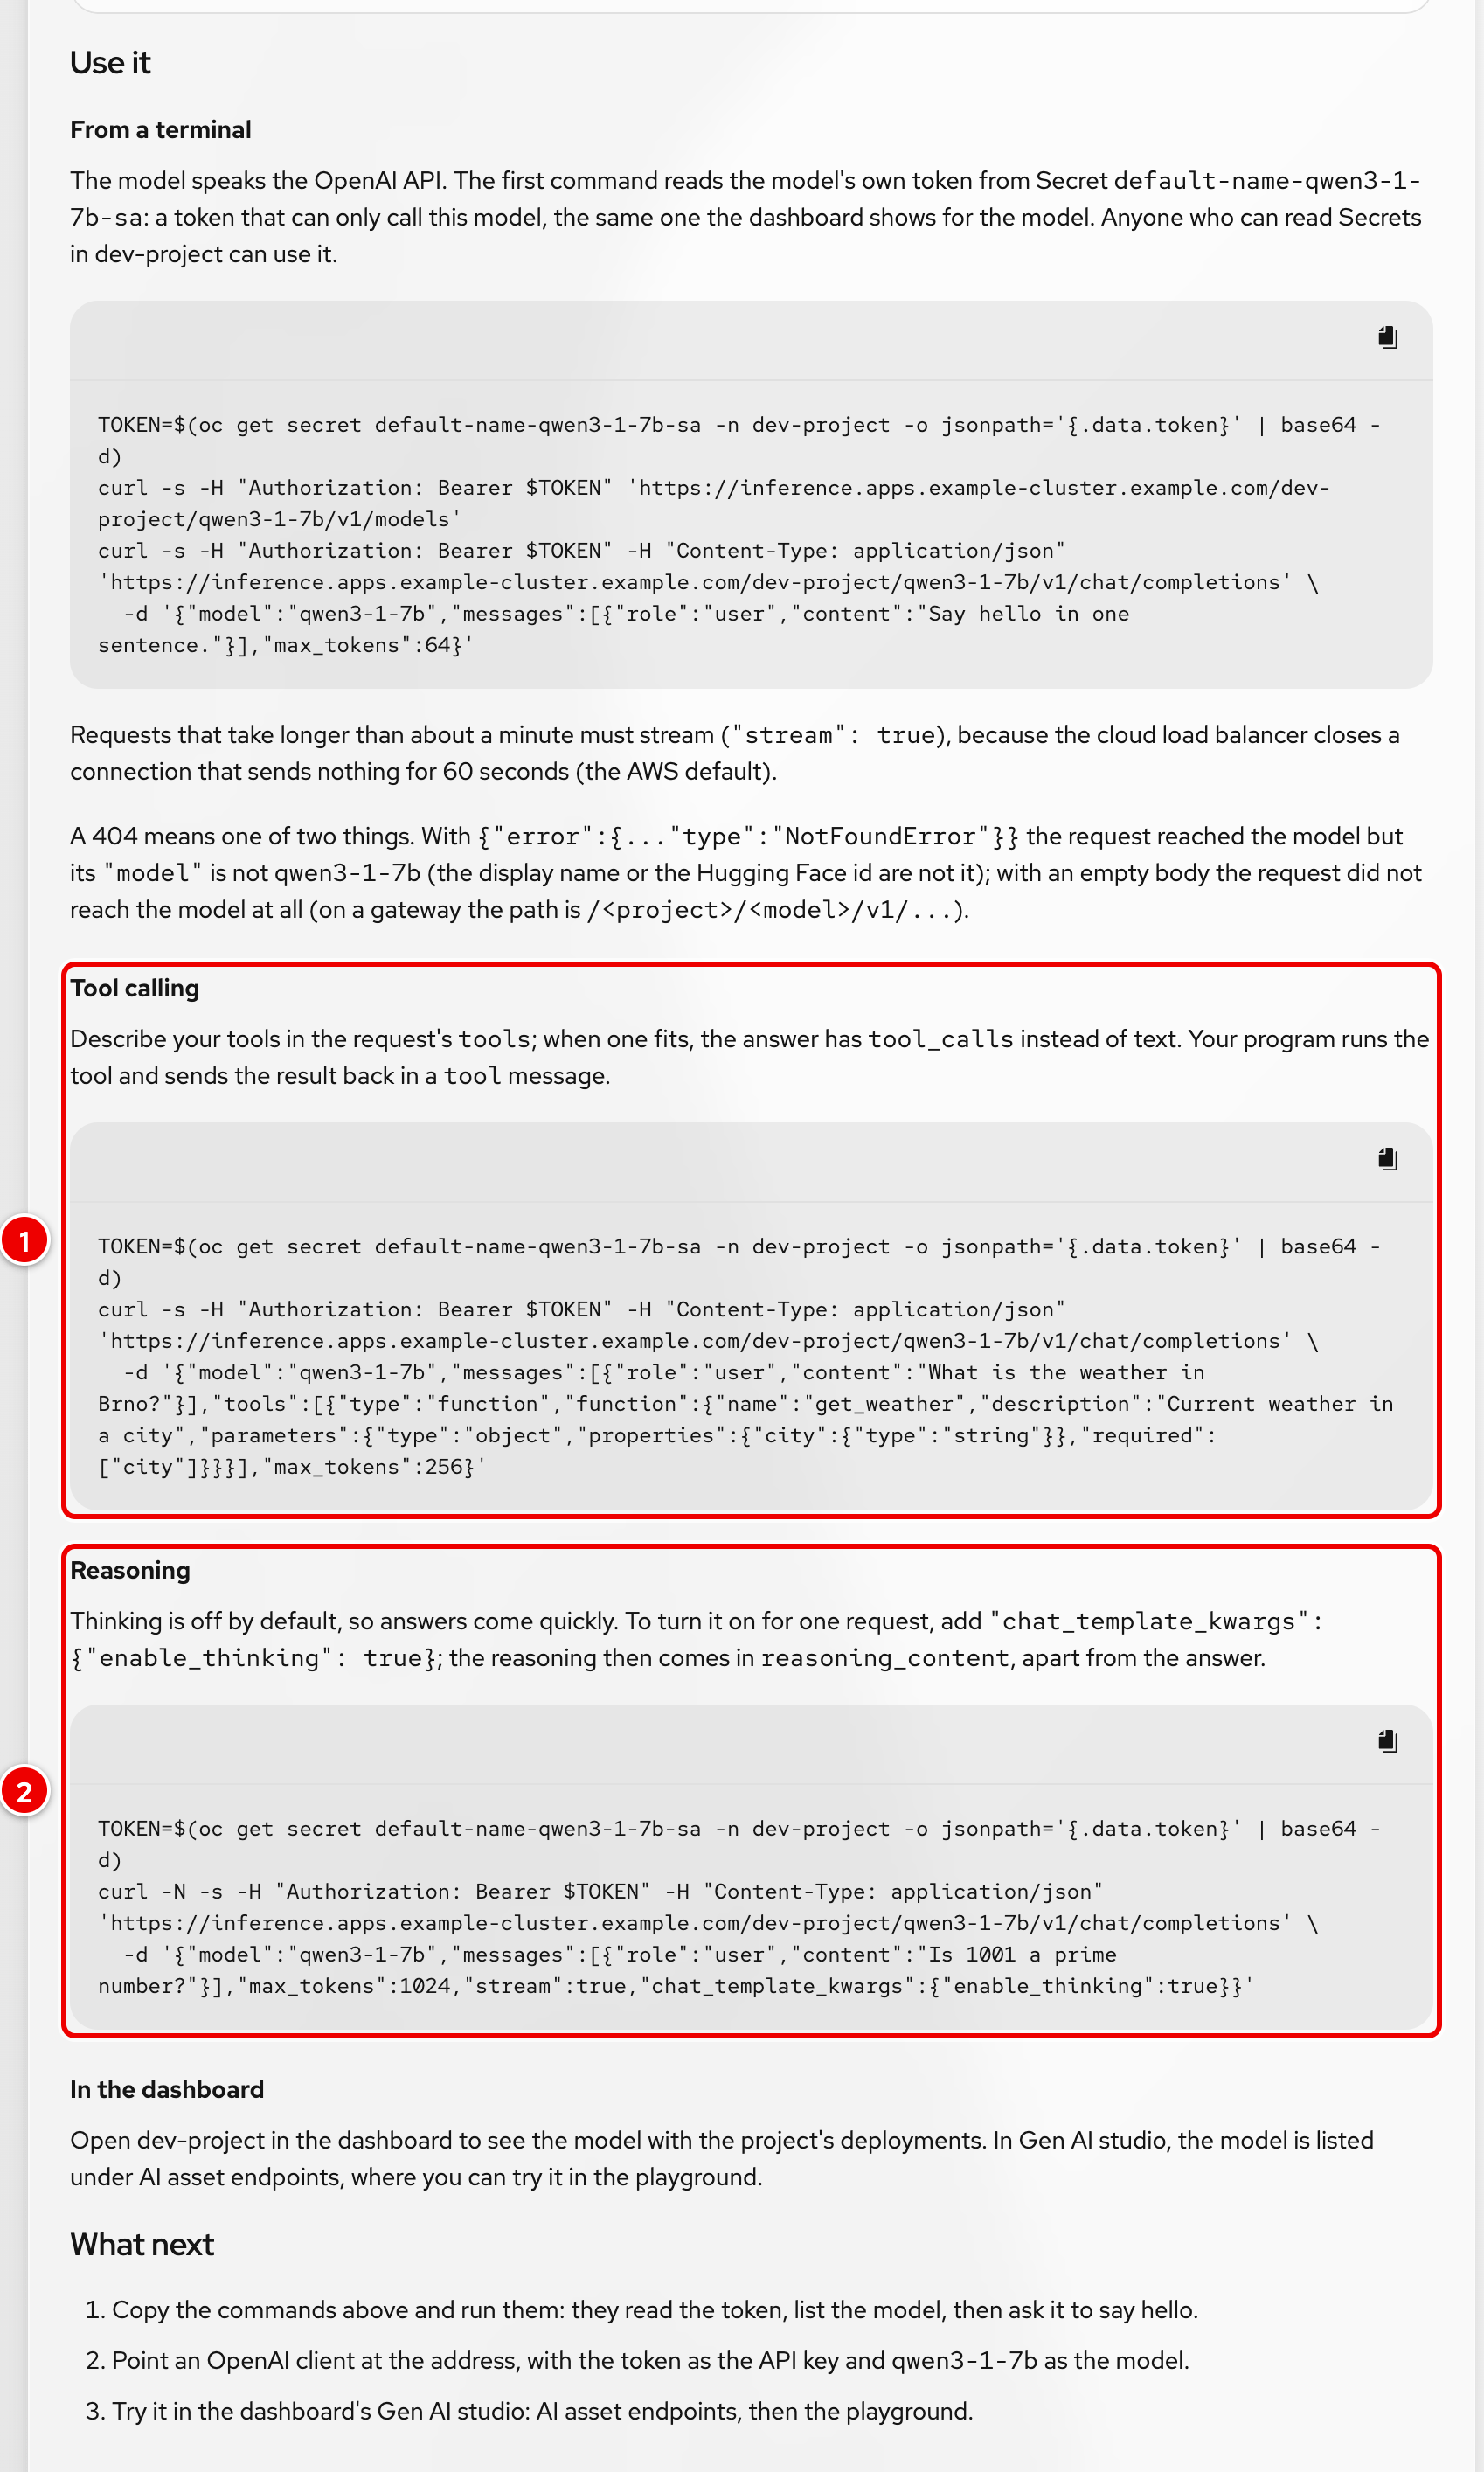 Use it
From a terminal
The model speaks the OpenAI API. The first command reads the model's own token from Secret default-name-qwen3-1-
7b-sa: a token that can only call this model, the same one the dashboard shows for the model. Anyone who can read Secrets
in dev-project can use it.
TOKEN=$(oc get secret default-name-qwen3-1-7b-sa -n dev-project -o jsonpath='{.data.token}' | base64 -
d)
curl -s -H "Authorization: Bearer $TOKEN" 'https://inference.apps.example-cluster.example.com/dev-
project/qwen3-1-7b/v1/models'
curl -s -H "Authorization: Bearer $TOKEN" -H "Content-Type: application/json"
'https://inference.apps.example-cluster.example.com/dev-project/qwen3-1-7b/v1/chat/completions' \
  -d '{"model":"qwen3-1-7b","messages":[{"role":"user","content":"Say hello in one
sentence."}],"max_tokens":64}'
Requests that take longer than about a minute must stream ("stream": true), because the cloud load balancer closes a
connection that sends nothing for 60 seconds (the AWS default).
A 404 means one of two things. With {"error":{..."type":"NotFoundError"}} the request reached the model but
its "model" is not qwen3-1-7b (the display name or the Hugging Face id are not it); with an empty body the request did not
reach the model at all (on a gateway the path is /<project>/<model>/v1/...).
Tool calling
Describe your tools in the request's tools; when one fits, the answer has tool_calls instead of text. Your program runs the
tool and sends the result back in a tool message.
1
TOKEN=$(oc get secret default-name-qwen3-1-7b-sa -n dev-project -o jsonpath='{.data.token}' | base64 -
d)
curl -s -H "Authorization: Bearer $TOKEN" -H "Content-Type: application/json"
'https://inference.apps.example-cluster.example.com/dev-project/qwen3-1-7b/v1/chat/completions' \
  -d '{"model":"qwen3-1-7b","messages":[{"role":"user","content":"What is the weather in
Brno?"}],"tools":[{"type":"function","function":{"name":"get_weather","description":"Current weather in
a city","parameters":{"type":"object","properties":{"city":{"type":"string"}},"required":
["city"]}}}],"max_tokens":256}'
Reasoning
Thinking is off by default, so answers come quickly. To turn it on for one request, add "chat_template_kwargs":
{"enable_thinking": true}; the reasoning then comes in reasoning_content, apart from the answer.
2
TOKEN=$(oc get secret default-name-qwen3-1-7b-sa -n dev-project -o jsonpath='{.data.token}' | base64 -
d)
curl -N -s -H "Authorization: Bearer $TOKEN" -H "Content-Type: application/json"
'https://inference.apps.example-cluster.example.com/dev-project/qwen3-1-7b/v1/chat/completions' \
  -d '{"model":"qwen3-1-7b","messages":[{"role":"user","content":"Is 1001 a prime
number?"}],"max_tokens":1024,"stream":true,"chat_template_kwargs":{"enable_thinking":true}}'
In the dashboard
Open dev-project in the dashboard to see the model with the project's deployments. In Gen AI studio, the model is listed
under AI asset endpoints, where you can try it in the playground.
What next
1. Copy the commands above and run them: they read the token, list the model, then ask it to say hello.
2. Point an OpenAI client at the address, with the token as the API key and qwen3-1-7b as the model.
3. Try it in the dashboard's Gen AI studio: AI asset endpoints, then the playground.